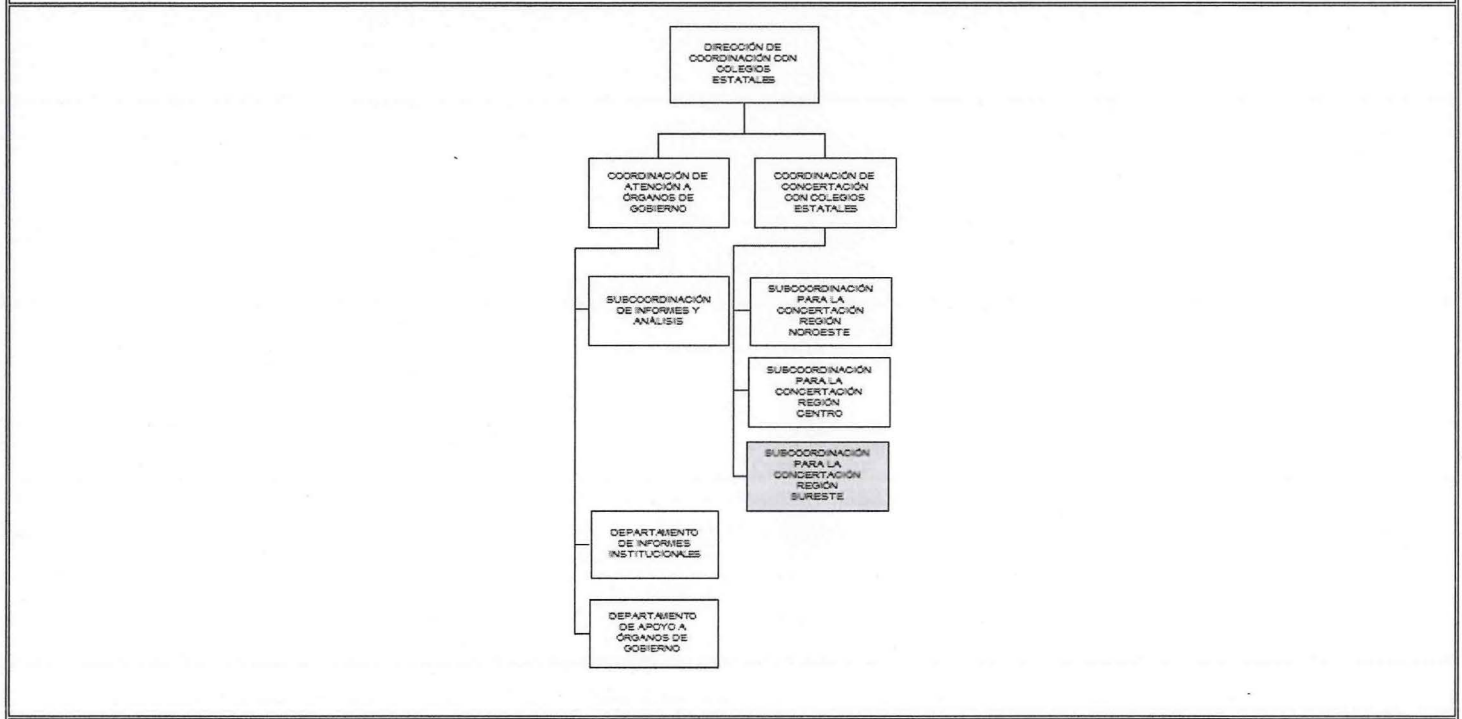 DIRECCIÓN DE
COORDINACIÓN CON
COLEGIOS
ESTATALES
COORDINACIÓN DE
ATENCIÓN A
ÓRGANOS DE
GOBIERNO
COORDINACIÓN DE
CONCERTACIÓN
CON COLEGIOS
ESTATALES
SUBCOORDINACIÓN
DE INFORMES Y
ANÁLISIS
SUBCOORDINACIÓN
PARA LA
CONCERTACIÓN
REGIÓN
NOROESTE
SUBCOORDINACIÓN
PARA LA
CONCERTACIÓN
REGIÓN
CENTRO
SUBCOORDINACIÓN
PARA LA
CONCERTACIÓN
REGIÓN
SURESTE
DEPARTAMENTO
DE INFORMES
INSTITUCIONALES
DEPARTAMENTO
DE APOYO A
ÓRGANOS DE
GOBIERNO